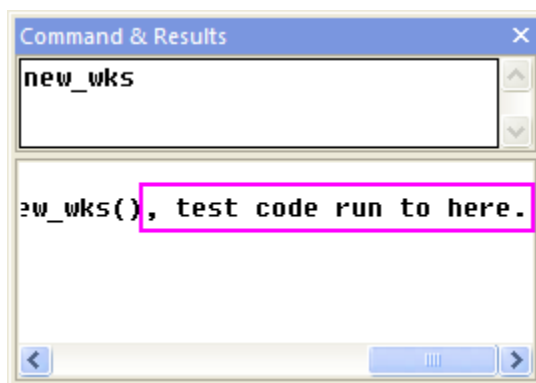 Command & Results
new_wks
ew_wks(), test code run to here.